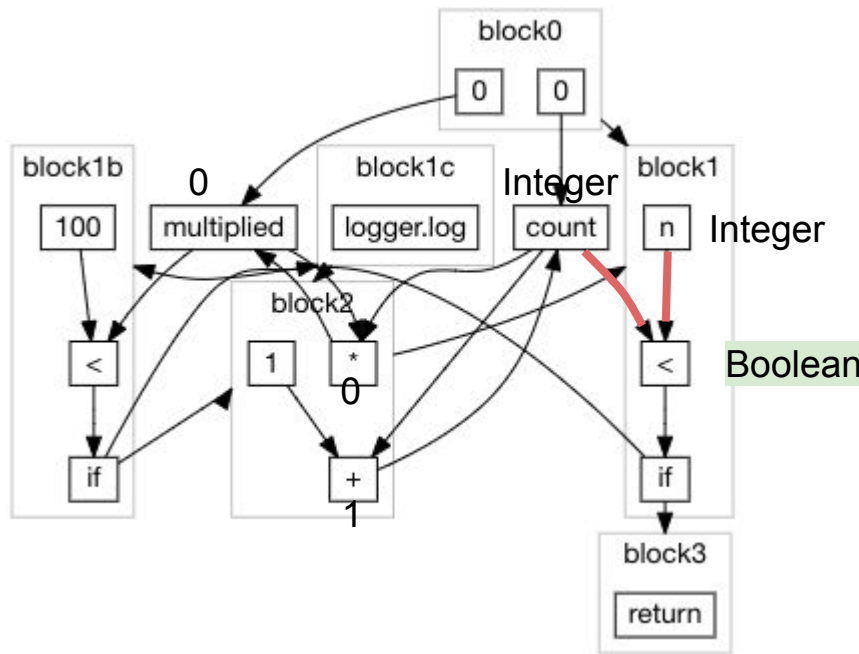 block0
0 0
block1b
0
block1c
Integer
block1
100
multiplied
logger.log
count
n
Integer
block2
<
1
*
0
<
Boolean
if
+
1
if
block3
return